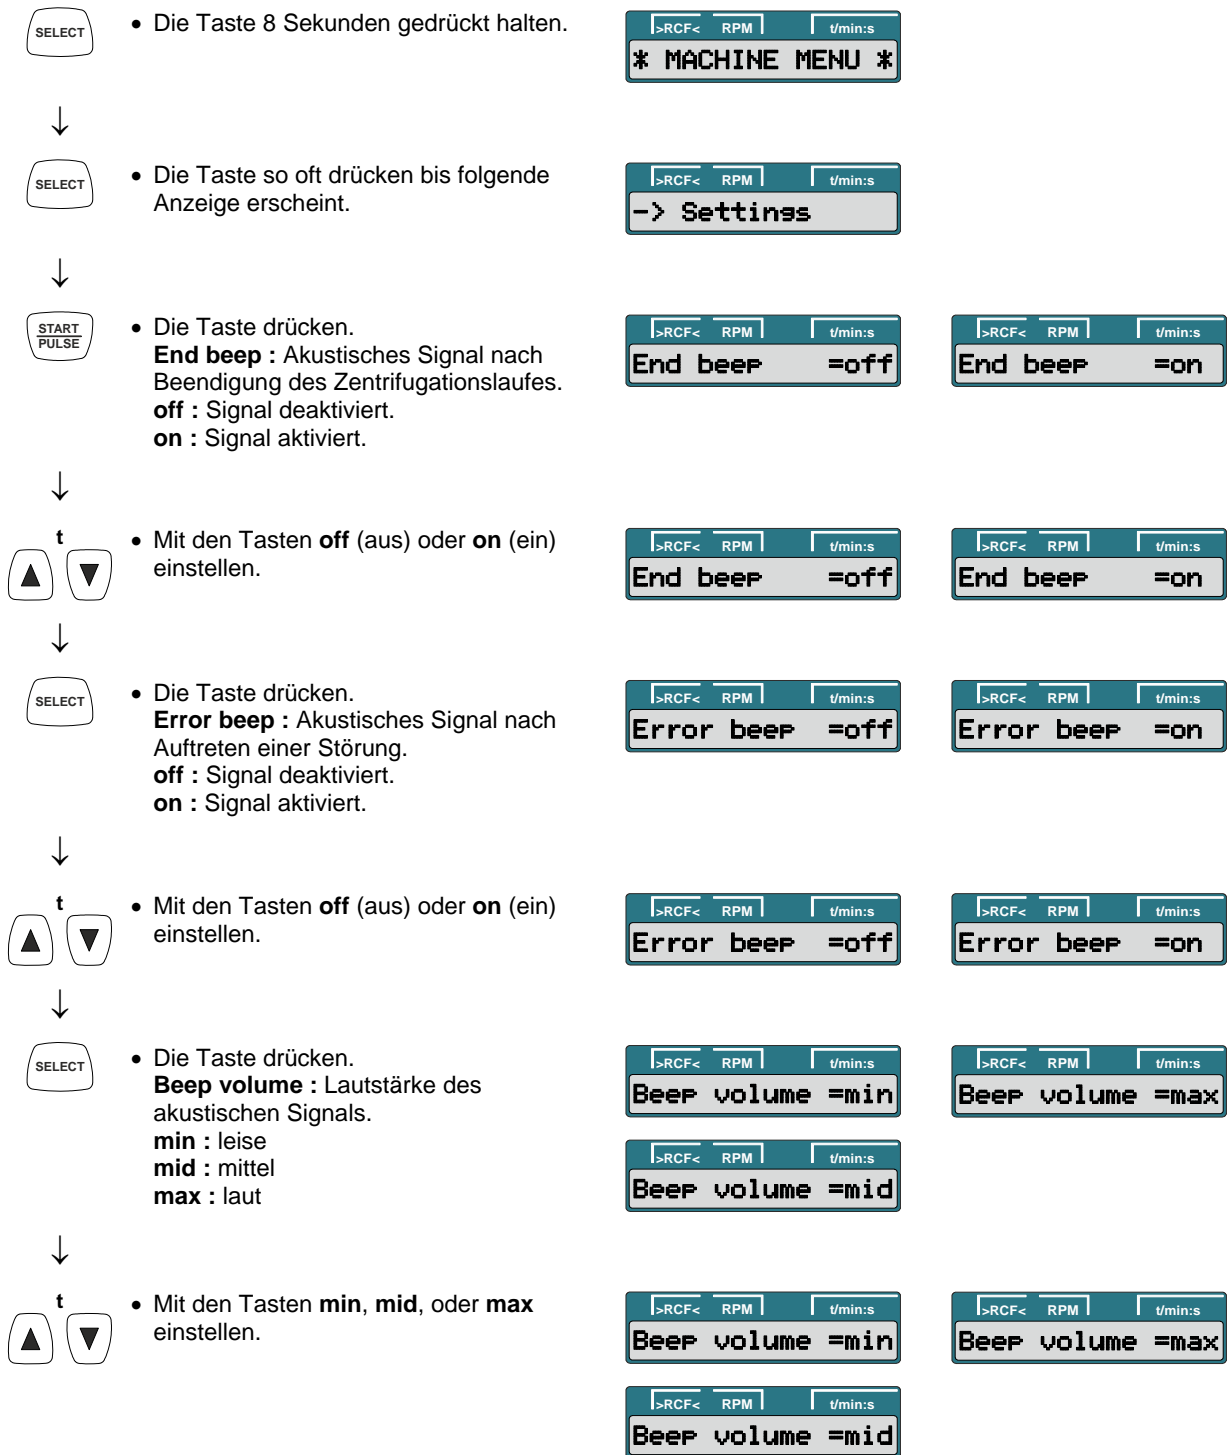 SELECT
• Die Taste 8 Sekunden gedrückt halten.
>RCF< RPM t/min:s
* MACHINE MENU *
↓
SELECT
• Die Taste so oft drücken bis folgende
Anzeige erscheint.
>RCF< RPM t/min:s
-> Settings
↓
START
PULSE
• Die Taste drücken.
End beep : Akustisches Signal nach
Beendigung des Zentrifugationslaufes.
off : Signal deaktiviert.
on : Signal aktiviert.
>RCF< RPM t/min:s
End beep =off
>RCF< RPM t/min:s
End beep =on
↓
t
▲ ▼
• Mit den Tasten off (aus) oder on (ein)
einstellen.
>RCF< RPM t/min:s
End beep =off
>RCF< RPM t/min:s
End beep =on
↓
SELECT
• Die Taste drücken.
Error beep : Akustisches Signal nach
Auftreten einer Störung.
off : Signal deaktiviert.
on : Signal aktiviert.
>RCF< RPM t/min:s
Error beep =off
>RCF< RPM t/min:s
Error beep =on
↓
t
▲ ▼
• Mit den Tasten off (aus) oder on (ein)
einstellen.
>RCF< RPM t/min:s
Error beep =off
>RCF< RPM t/min:s
Error beep =on
↓
SELECT
• Die Taste drücken.
Beep volume : Lautstärke des
akustischen Signals.
min : leise
mid : mittel
max : laut
>RCF< RPM t/min:s
Beep volume =min
>RCF< RPM t/min:s
Beep volume =max
>RCF< RPM t/min:s
Beep volume =mid
↓
t
▲ ▼
• Mit den Tasten min, mid, oder max
einstellen.
>RCF< RPM t/min:s
Beep volume =min
>RCF< RPM t/min:s
Beep volume =max
>RCF< RPM t/min:s
Beep volume =mid